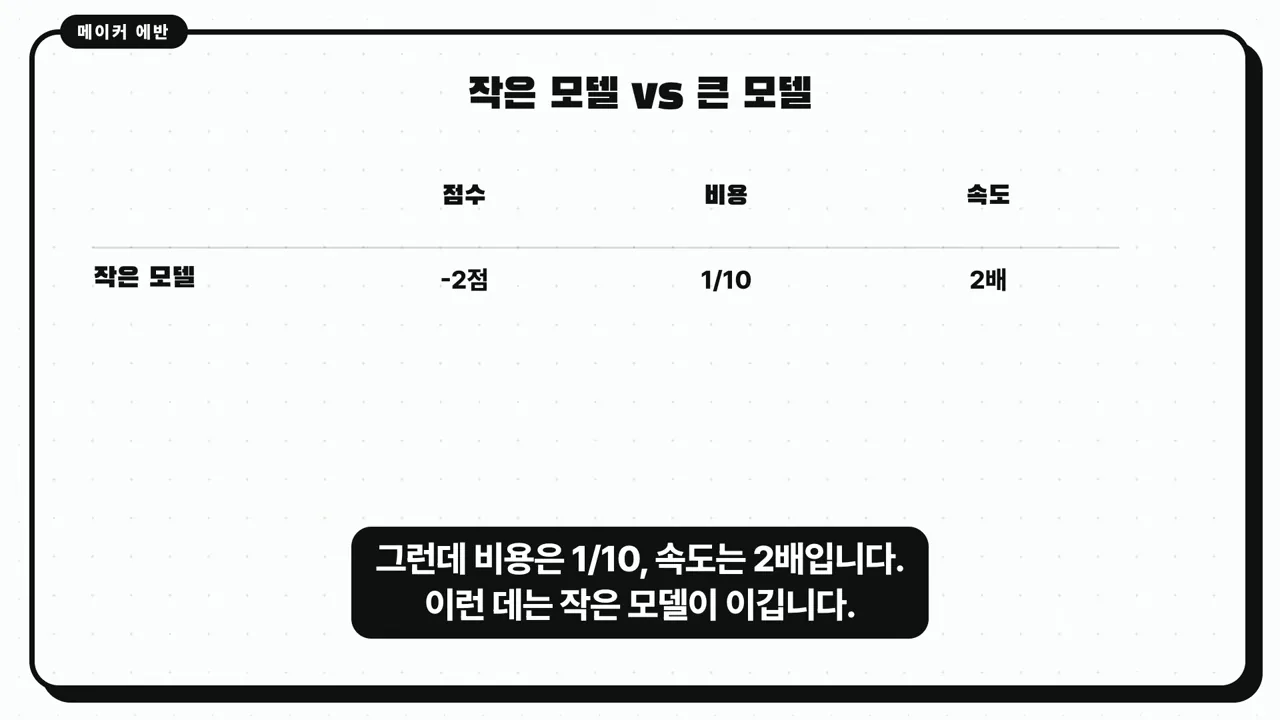 메이커 에반
작은 모델 vs 큰 모델
점수 비용 속도
작은 모델 -2점 1/10 2배
그런데 비용은 1/10, 속도는 2배입니다.
이런 데는 작은 모델이 이깁니다.